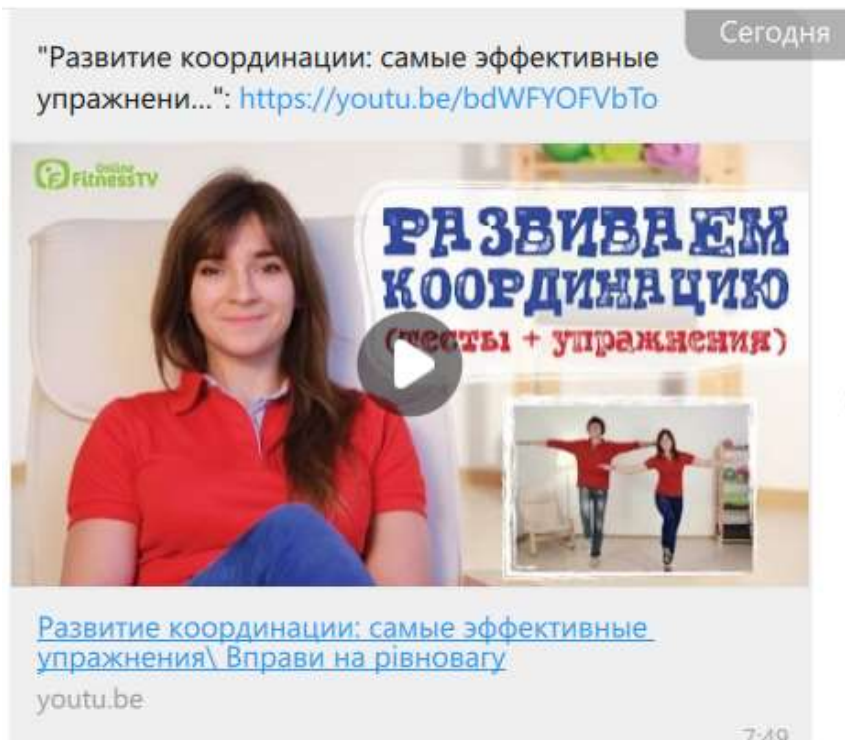 Сегодня
"Развитие координации: самые эффективные
упражнени...": https://youtu.be/bdWFYOFVbTo
Online
FitnessTV
РАЗВИВАЕМ
КООРДИНАЦИЮ
(тесты + упражнения)
Развитие координации: самые эффективные
упражнения\ Вправи на рівновагу
youtu.be
7:49